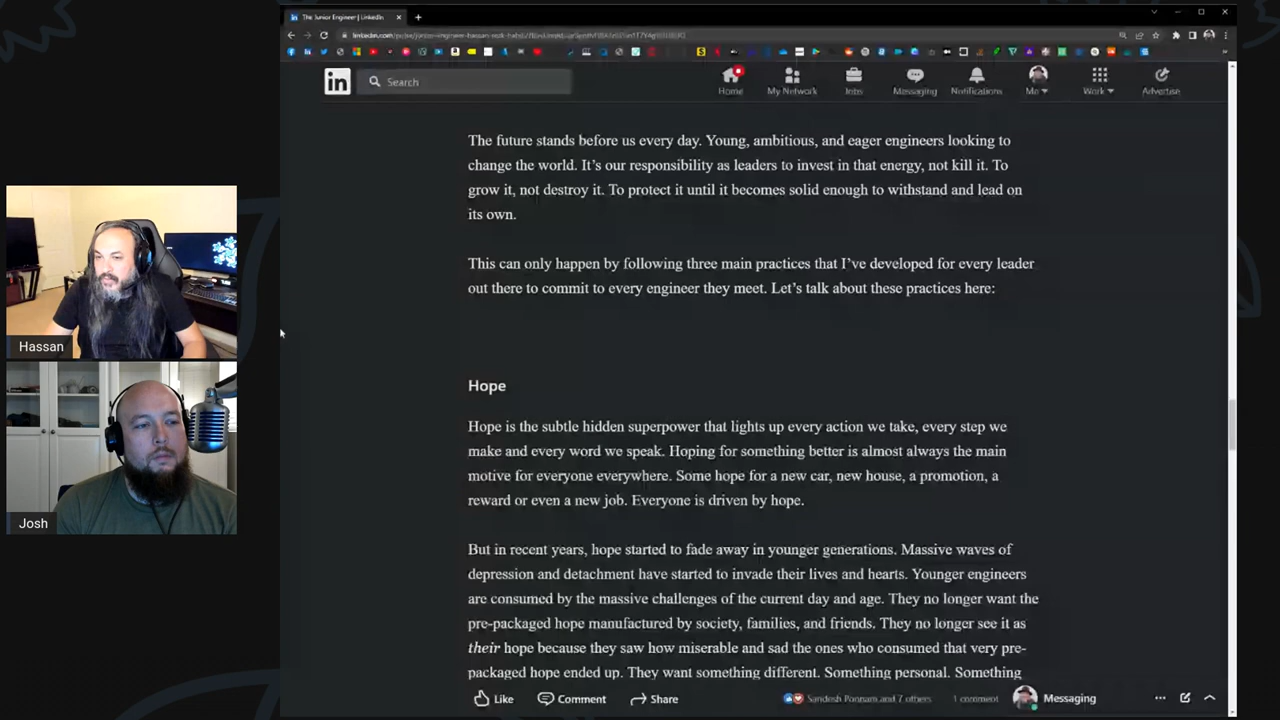 The Junior Engineer | LinkedIn
in
Search
Home
My Network
Jobs
Messaging
Notifications
Me
Work
Advertise
The future stands before us every day. Young, ambitious, and eager engineers looking to
change the world. It's our responsibility as leaders to invest in that energy, not kill it. To
grow it, not destroy it. To protect it until it becomes solid enough to withstand and lead on
its own.
This can only happen by following three main practices that I've developed for every leader
out there to commit to every engineer they meet. Let's talk about these practices here:
Hope
Hope is the subtle hidden superpower that lights up every action we take, every step we
make and every word we speak. Hoping for something better is almost always the main
motive for everyone everywhere. Some hope for a new car, new house, a promotion, a
reward or even a new job. Everyone is driven by hope.
But in recent years, hope started to fade away in younger generations. Massive waves of
depression and detachment have started to invade their lives and hearts. Younger engineers
are consumed by the massive challenges of the current day and age. They no longer want the
pre-packaged hope manufactured by society, families, and friends. They no longer see it as
their hope because they saw how miserable and sad the ones who consumed that very pre-
packaged hope ended up. They want something different. Something personal. Something
Like
Comment
Share
and 7 others
1 comment
Messaging
Hassan
Josh